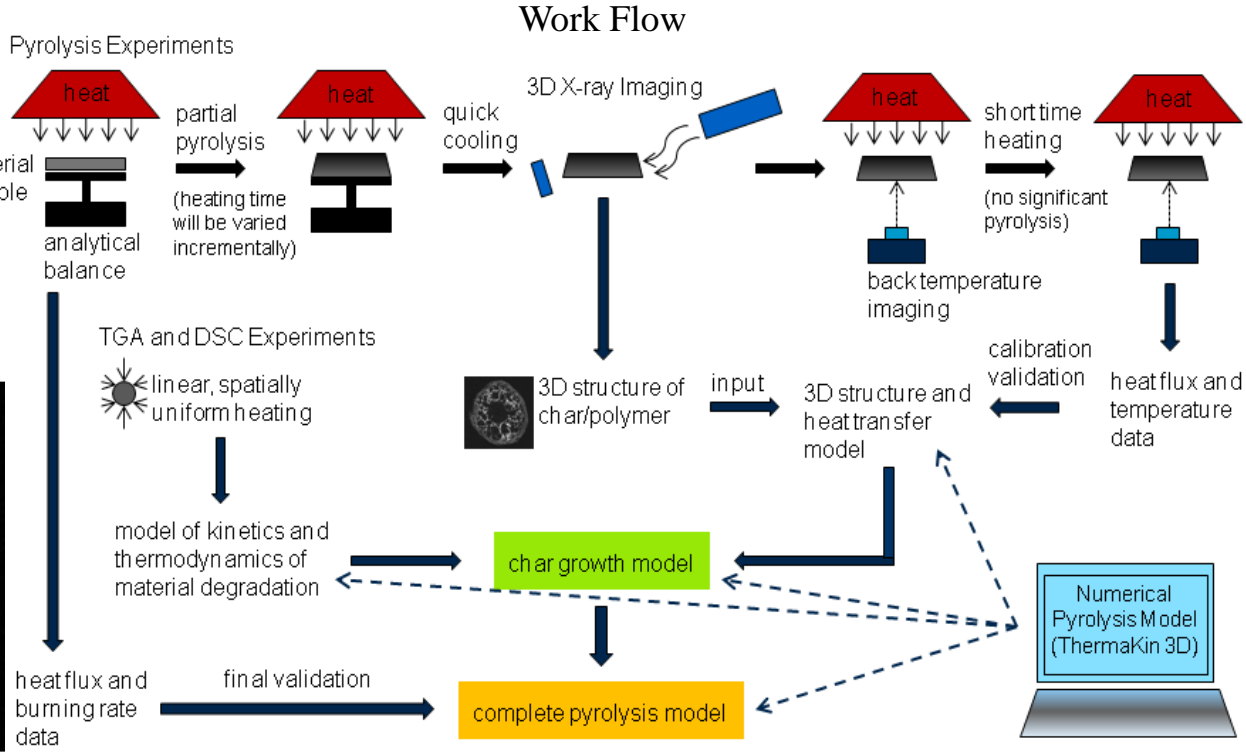 Work Flow
Pyrolysis Experiments
heat
partial
pyrolysis
(heating time
will be varied
incrementally)
heat
quick
cooling
3D X-ray Imaging
heat
short time
heating
(no significant
pyrolysis)
heat
analytical
balance
back temperature
imaging
TGA and DSC Experiments
linear, spatially
uniform heating
3D structure of
char/polymer
input
3D structure and
heat transfer
model
calibration
validation
heat flux and
temperature
data
model of kinetics and
thermodynamics of
material degradation
char growth model
Numerical
Pyrolysis Model
(ThermaKin 3D)
heat flux and
burning rate
data
final validation
complete pyrolysis model